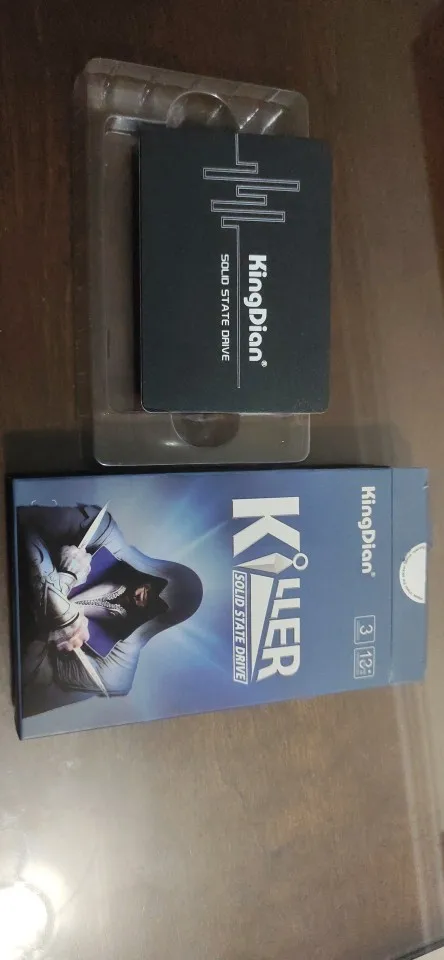 KingDian®
SOLID STATE DRIVE
KingDian®
KiLLER
SOLID STATE DRIVE
3